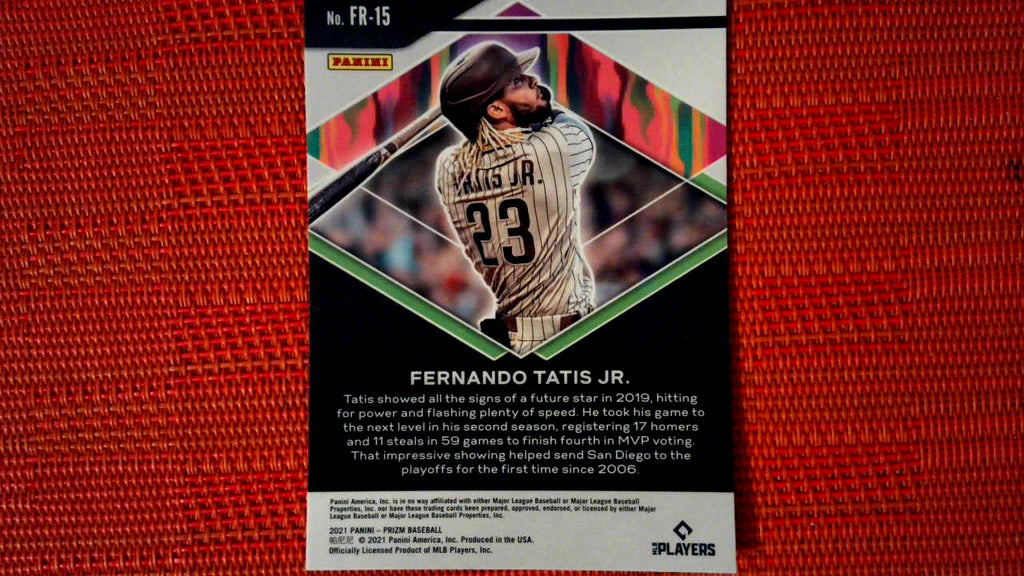 No. FR-15
PANINI
TATIS JR.
23
FERNANDO TATIS JR.
Tatis showed all the signs of a future star in 2019, hitting
for power and flashing plenty of speed. He took his game to
the next level in his second season, registering 17 homers
and 11 steals in 59 games to finish fourth in MVP voting.
That impressive showing helped send San Diego to the
playoffs for the first time since 2006.
Panini America, Inc. is in no way affiliated with either Major League Baseball or Major League Baseball
Properties, Inc. nor have these trading cards been prepared, approved, endorsed, or licensed by either Major
League Baseball or Major League Baseball Properties, Inc.
2021 PANINI – PRIZM BASEBALL
帕尼尼 © 2021 Panini America, Inc. Produced in the USA.
Officially Licensed Product of MLB Players, Inc.
MLB PLAYERS